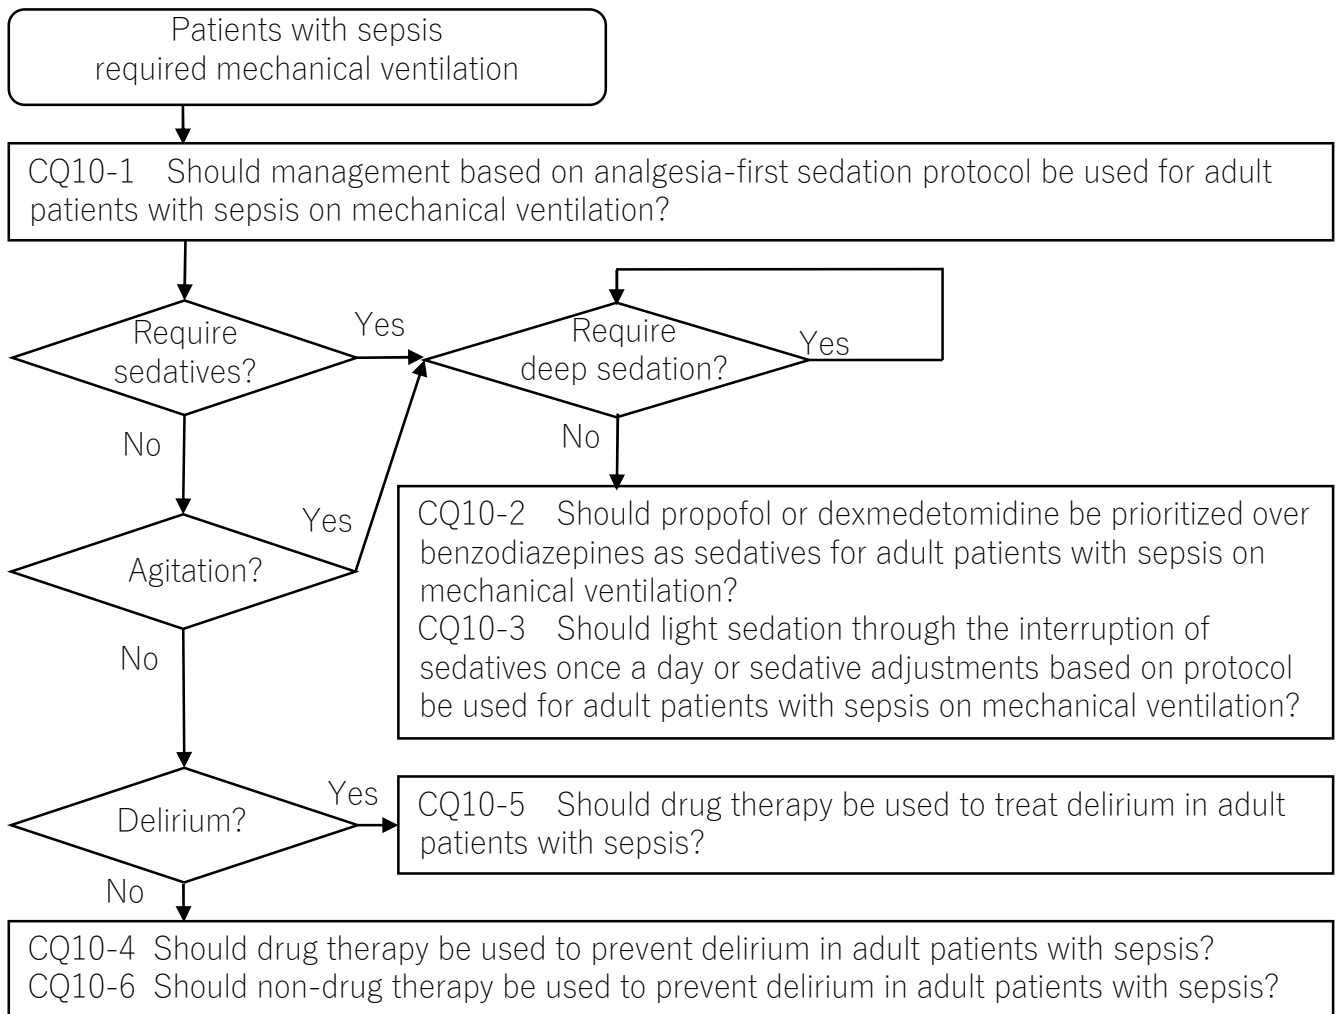 Patients with sepsis
required mechanical ventilation
CQ10-1 Should management based on analgesia-first sedation protocol be used for adult
patients with sepsis on mechanical ventilation?
Require
sedatives?
Yes
Require
deep sedation?
Yes
No
No
Agitation?
Yes
CQ10-2 Should propofol or dexmedetomidine be prioritized over
benzodiazepines as sedatives for adult patients with sepsis on
mechanical ventilation?
CQ10-3 Should light sedation through the interruption of
sedatives once a day or sedative adjustments based on protocol
be used for adult patients with sepsis on mechanical ventilation?
No
Delirium?
Yes
CQ10-5 Should drug therapy be used to treat delirium in adult
patients with sepsis?
No
CQ10-4 Should drug therapy be used to prevent delirium in adult patients with sepsis?
CQ10-6 Should non-drug therapy be used to prevent delirium in adult patients with sepsis?